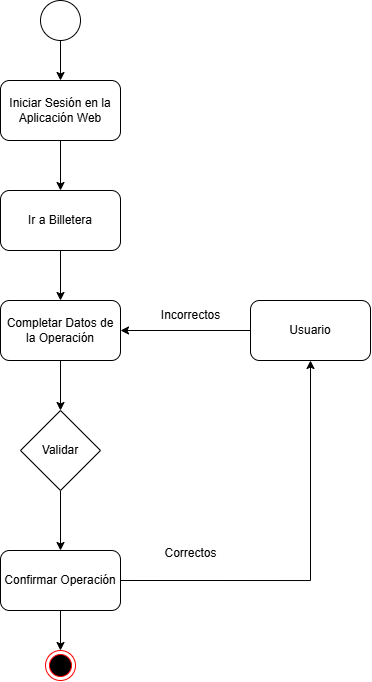 Iniciar Sesión en la
Aplicación Web
Ir a Billetera
Completar Datos de
la Operación
Incorrectos
Usuario
Validar
Confirmar Operación
Correctos